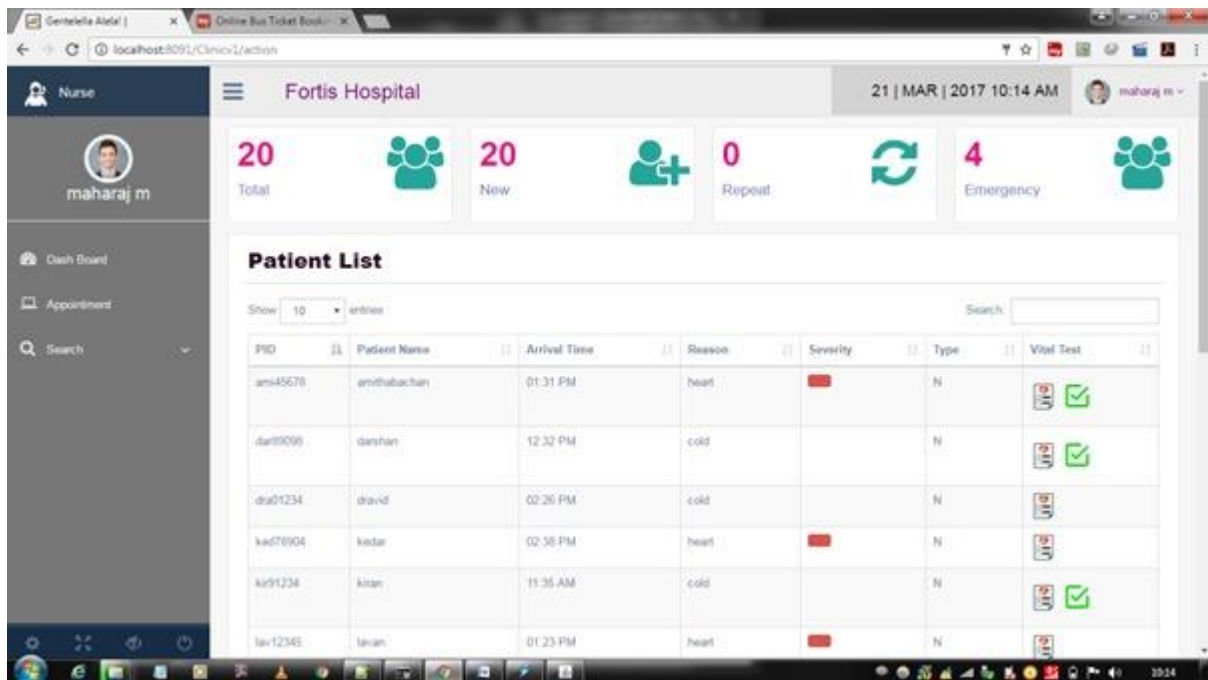 Gentelella Alela! |
Online Bus Ticket Book
localhost:8091/Clinicv1/action
Nurse
Fortis Hospital
21 | MAR | 2017 10:14 AM
maharaj m
maharaj m
20
Total
20
New
0
Repeat
4
Emergency
Dash Board
Appointment
Search
Patient List
Show 10 entries
Search:
PID Patient Name Arrival Time Reason Severity Type Vital Test
ami45678 amithabachan 01:31 PM heart N
darshan 12:32 PM cold N
dra01234 dravid 02:26 PM cold N
ked78904 kedar 02:38 PM heart N
kir91234 kiran 11:35 AM cold N
lav12345 lavan 01:23 PM heart N
10:14